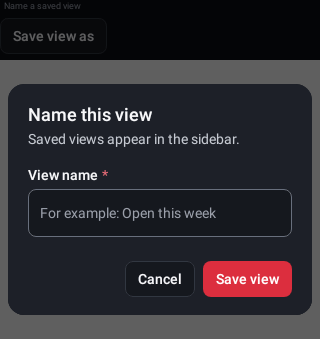 Name a saved view
Save view as
Name this view
Saved views appear in the sidebar.
View name *
For example: Open this week
Cancel
Save view